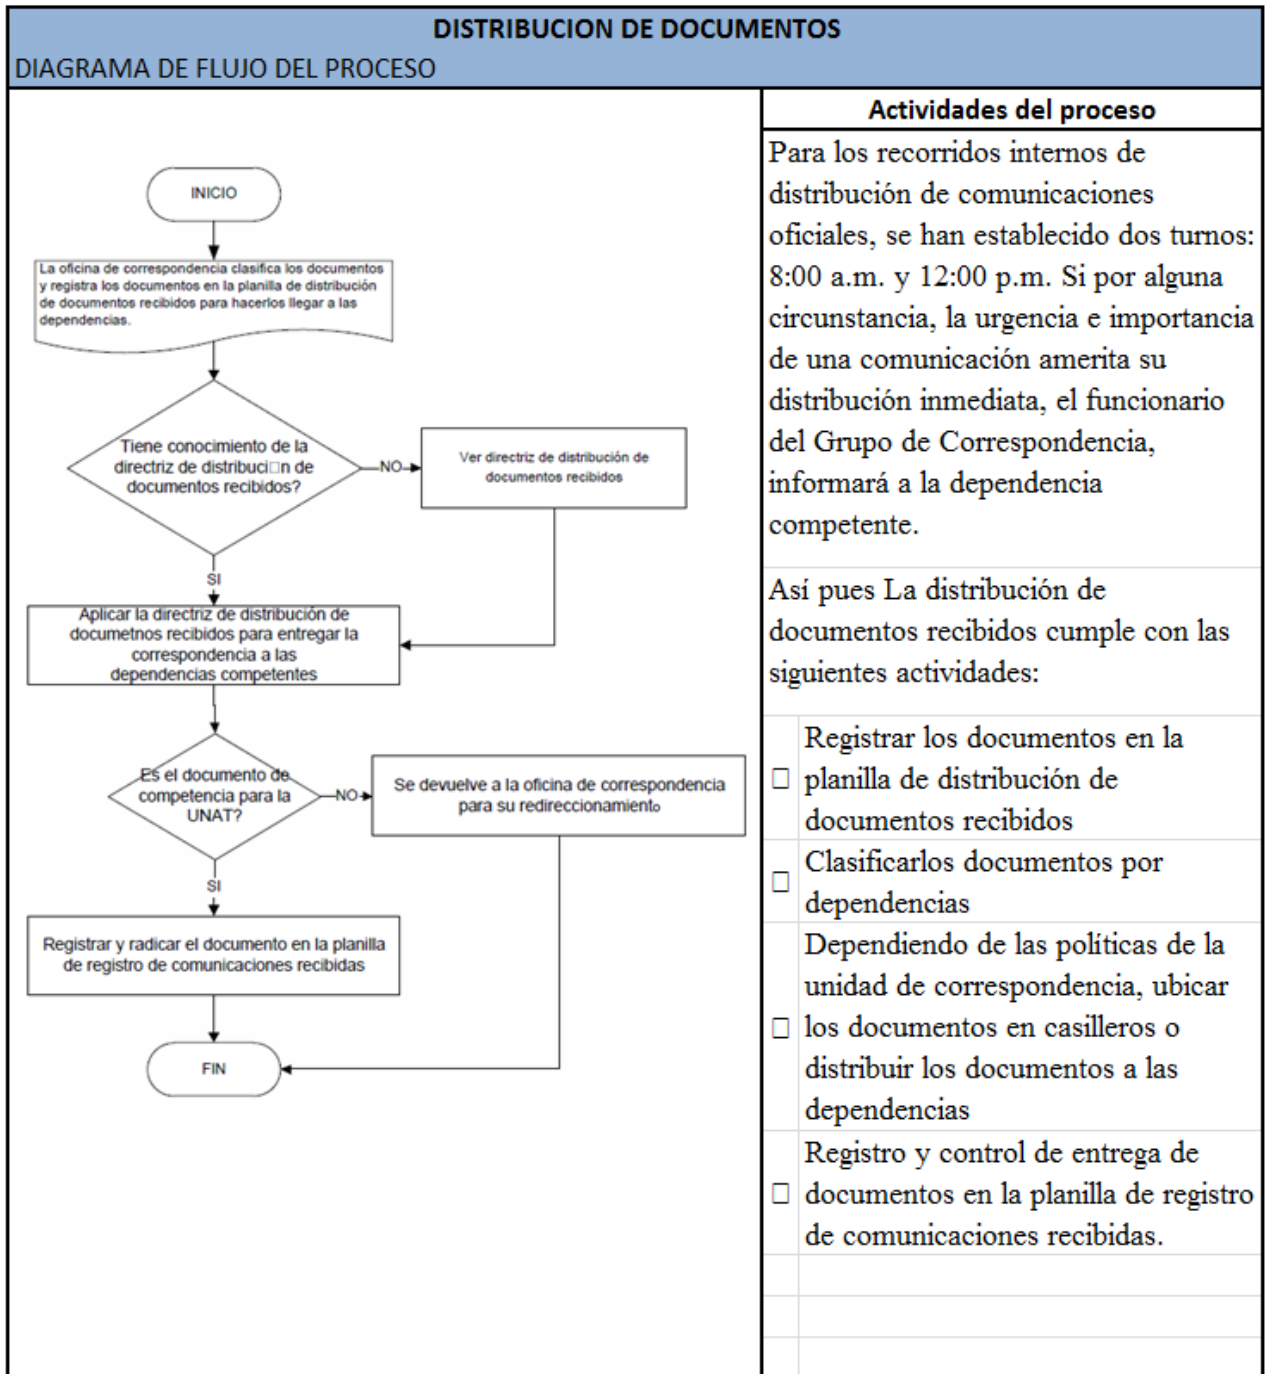 DISTRIBUCION DE DOCUMENTOS
DIAGRAMA DE FLUJO DEL PROCESO
INICIO
La oficina de correspondencia clasifica los documentos
y registra los documentos en la planilla de distribución
de documentos recibidos para hacerlos llegar a las
dependencias.
Tiene conocimiento de la
directriz de distribuci□n de
documentos recibidos?
NO
Ver directriz de distribución de
documentos recibidos
SI
Aplicar la directriz de distribución de
documetnos recibidos para entregar la
correspondencia a las
dependencias competentes
Es el documento de
competencia para la
UNAT?
NO
Se devuelve a la oficina de correspondencia
para su redireccionamiento
SI
Registrar y radicar el documento en la planilla
de registro de comunicaciones recibidas
FIN
Actividades del proceso
Para los recorridos internos de
distribución de comunicaciones
oficiales, se han establecido dos turnos:
8:00 a.m. y 12:00 p.m. Si por alguna
circunstancia, la urgencia e importancia
de una comunicación amerita su
distribución inmediata, el funcionario
del Grupo de Correspondencia,
informará a la dependencia
competente.
Así pues La distribución de
documentos recibidos cumple con las
siguientes actividades:
Registrar los documentos en la
□ planilla de distribución de
documentos recibidos
Clasificarlos documentos por
□ dependencias
Dependiendo de las políticas de la
unidad de correspondencia, ubicar
□ los documentos en casilleros o
distribuir los documentos a las
dependencias
Registro y control de entrega de
□ documentos en la planilla de registro
de comunicaciones recibidas.